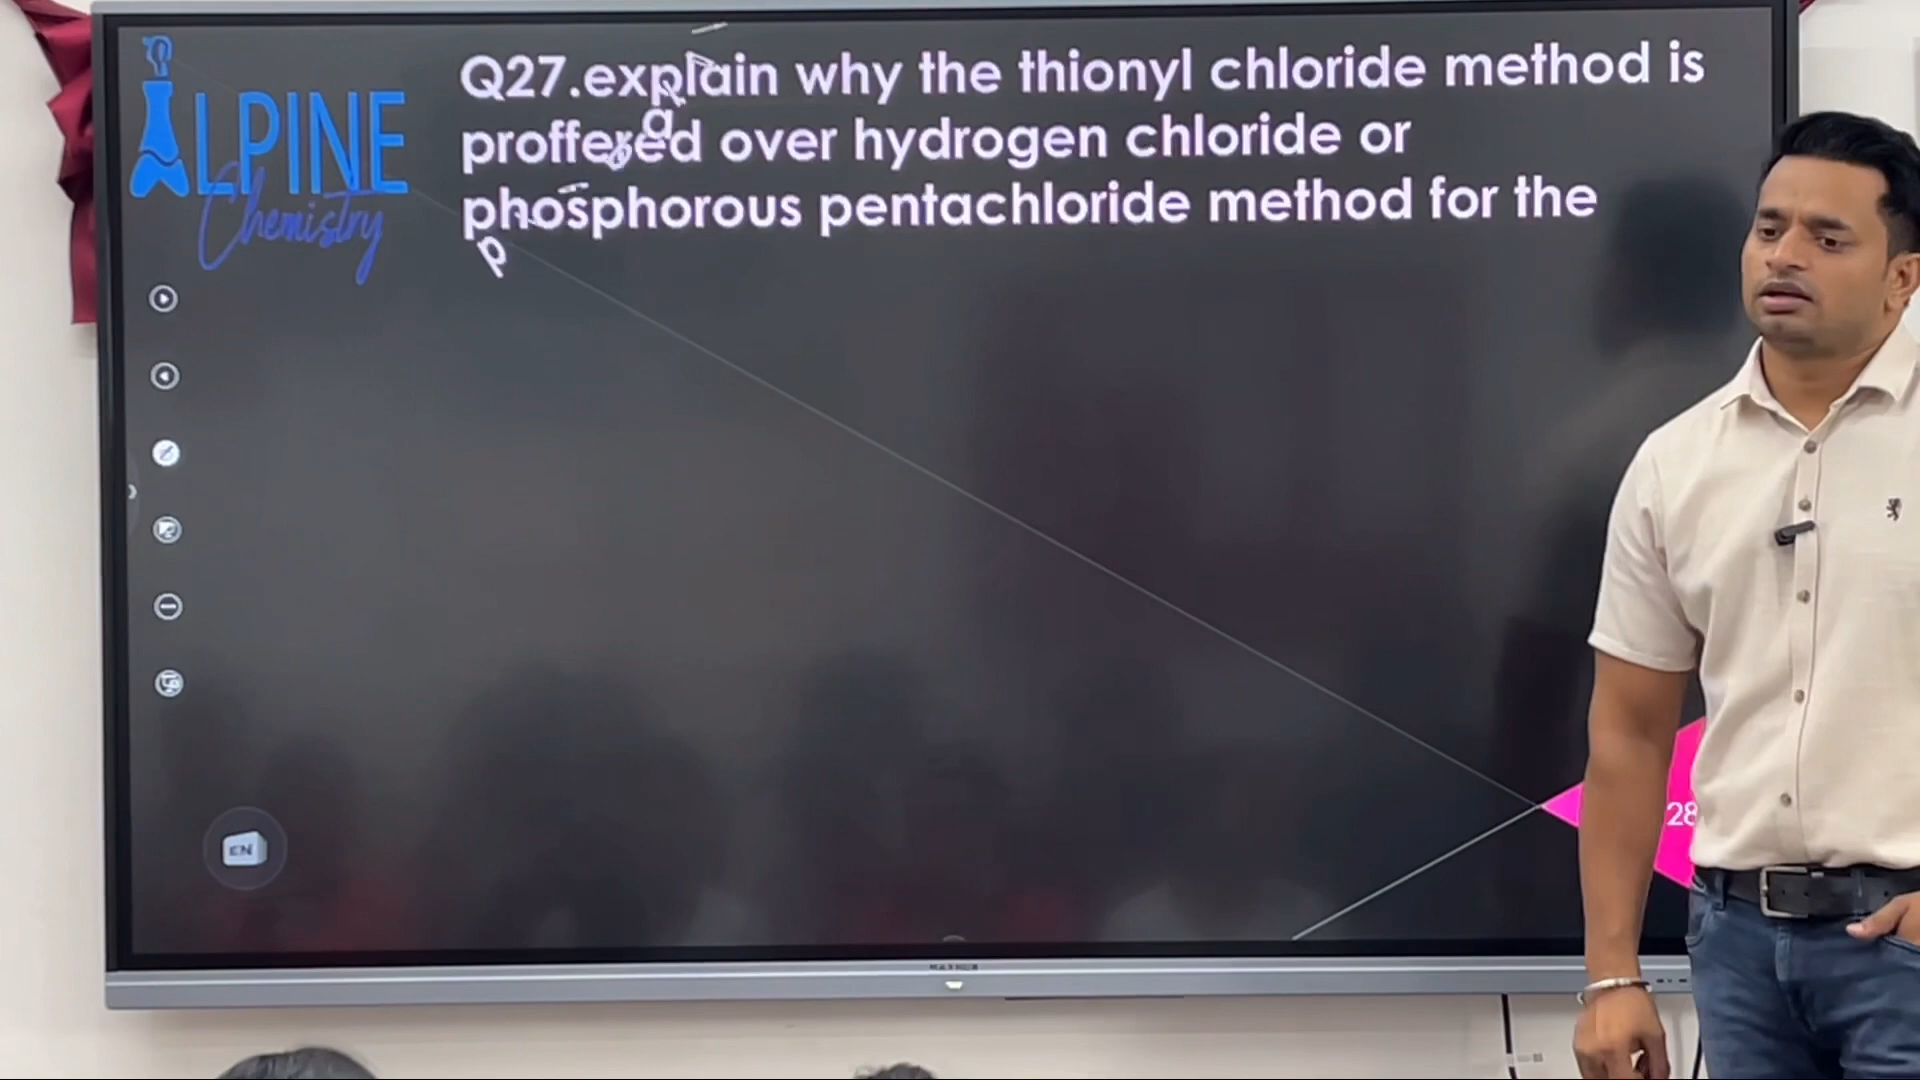 ALPINE
Chemistry
Q27.explain why the thionyl chloride method is
proffered over hydrogen chloride or
phosphorous pentachloride method for the
p
EN
28